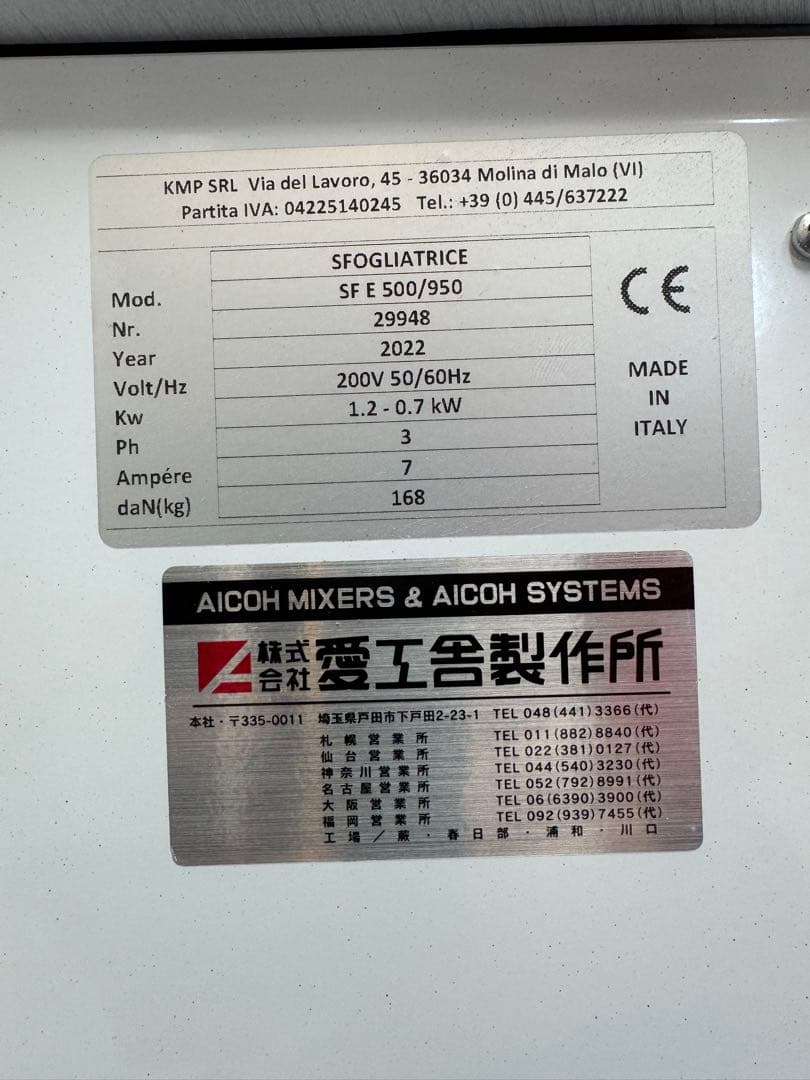 KMP SRL Via del Lavoro, 45 - 36034 Molina di Malo (VI)
Partita IVA: 04225140245 Tel.: +39 (0) 445/637222
SFOGLIATRICE
Mod. SF E 500/950
Nr. 29948
Year 2022
Volt/Hz 200V 50/60Hz
Kw 1.2 - 0.7 kW
Ph 3
Ampére 7
daN(kg) 168
CE
MADE
IN
ITALY
AICOH MIXERS & AICOH SYSTEMS
株式会社 愛工舎製作所
本社・〒335-0011 埼玉県戸田市下戸田2-23-1 TEL 048(441)3366(代)
札幌営業所 TEL 011(882)8840(代)
仙台営業所 TEL 022(381)0127(代)
神奈川営業所 TEL 044(540)3230(代)
名古屋営業所 TEL 052(792)8991(代)
大阪営業所 TEL 06(6390)3900(代)
福岡営業所 TEL 092(939)7455(代)
工場/蕨・春日部・浦和・川口